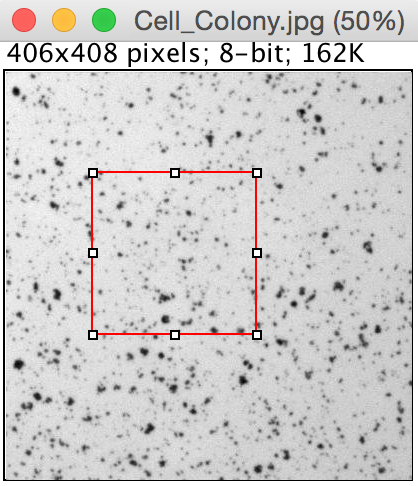 Cell_Colony.jpg (50%)
406x408 pixels; 8-bit; 162K